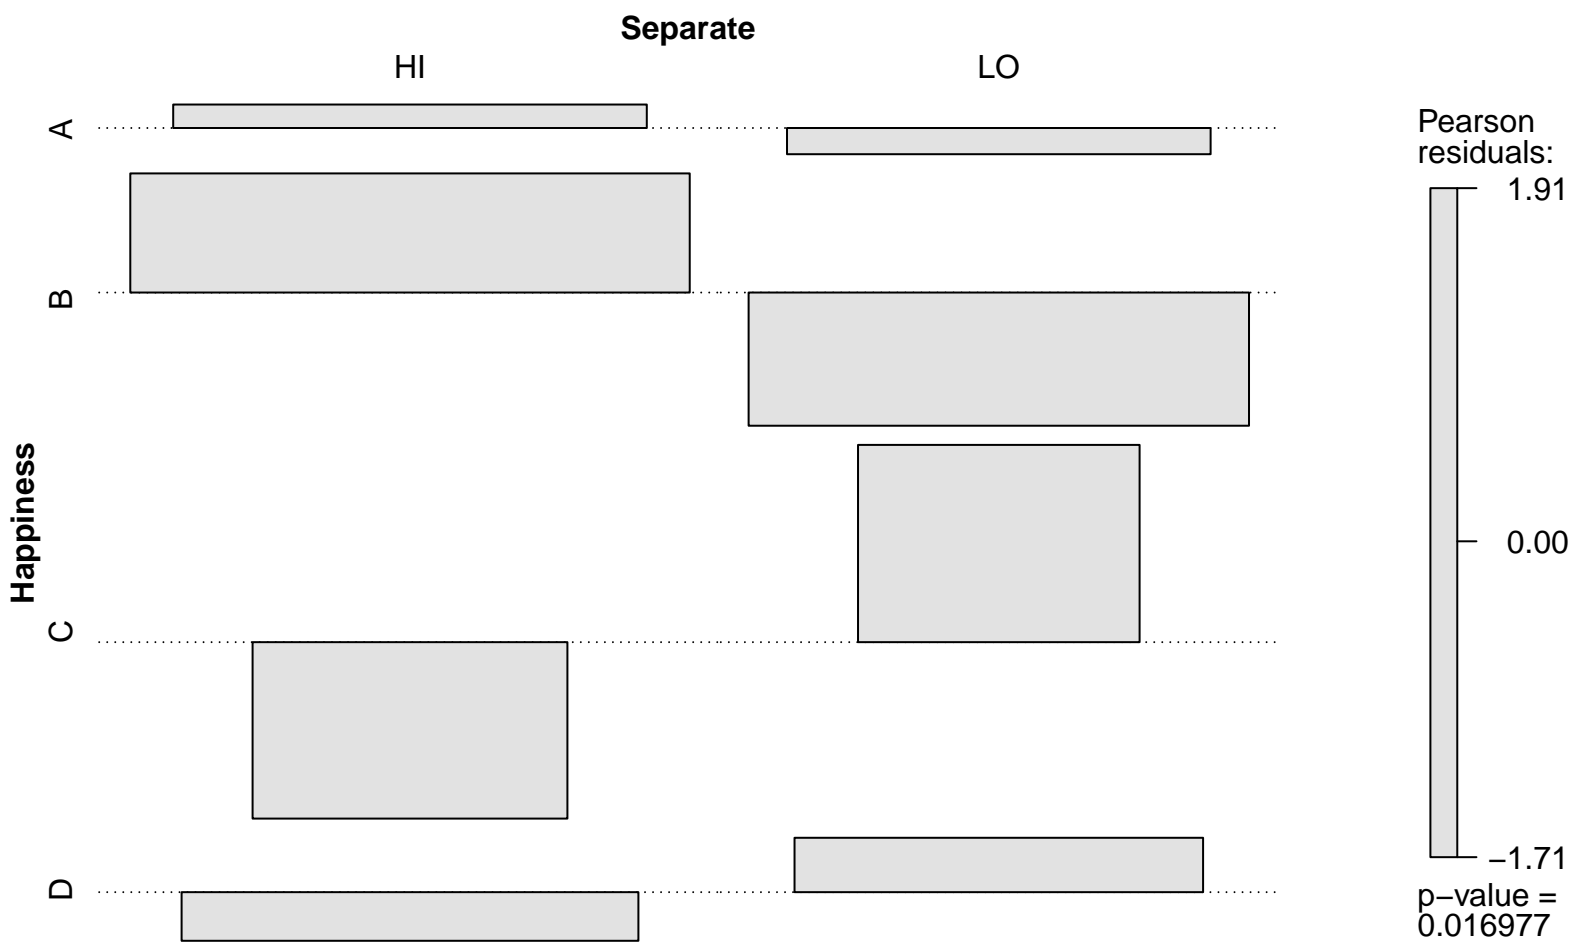 Separate
HI
LO
A
B
C
D
Happiness
Pearson
residuals:
1.91
0.00
−1.71
p−value =
0.016977